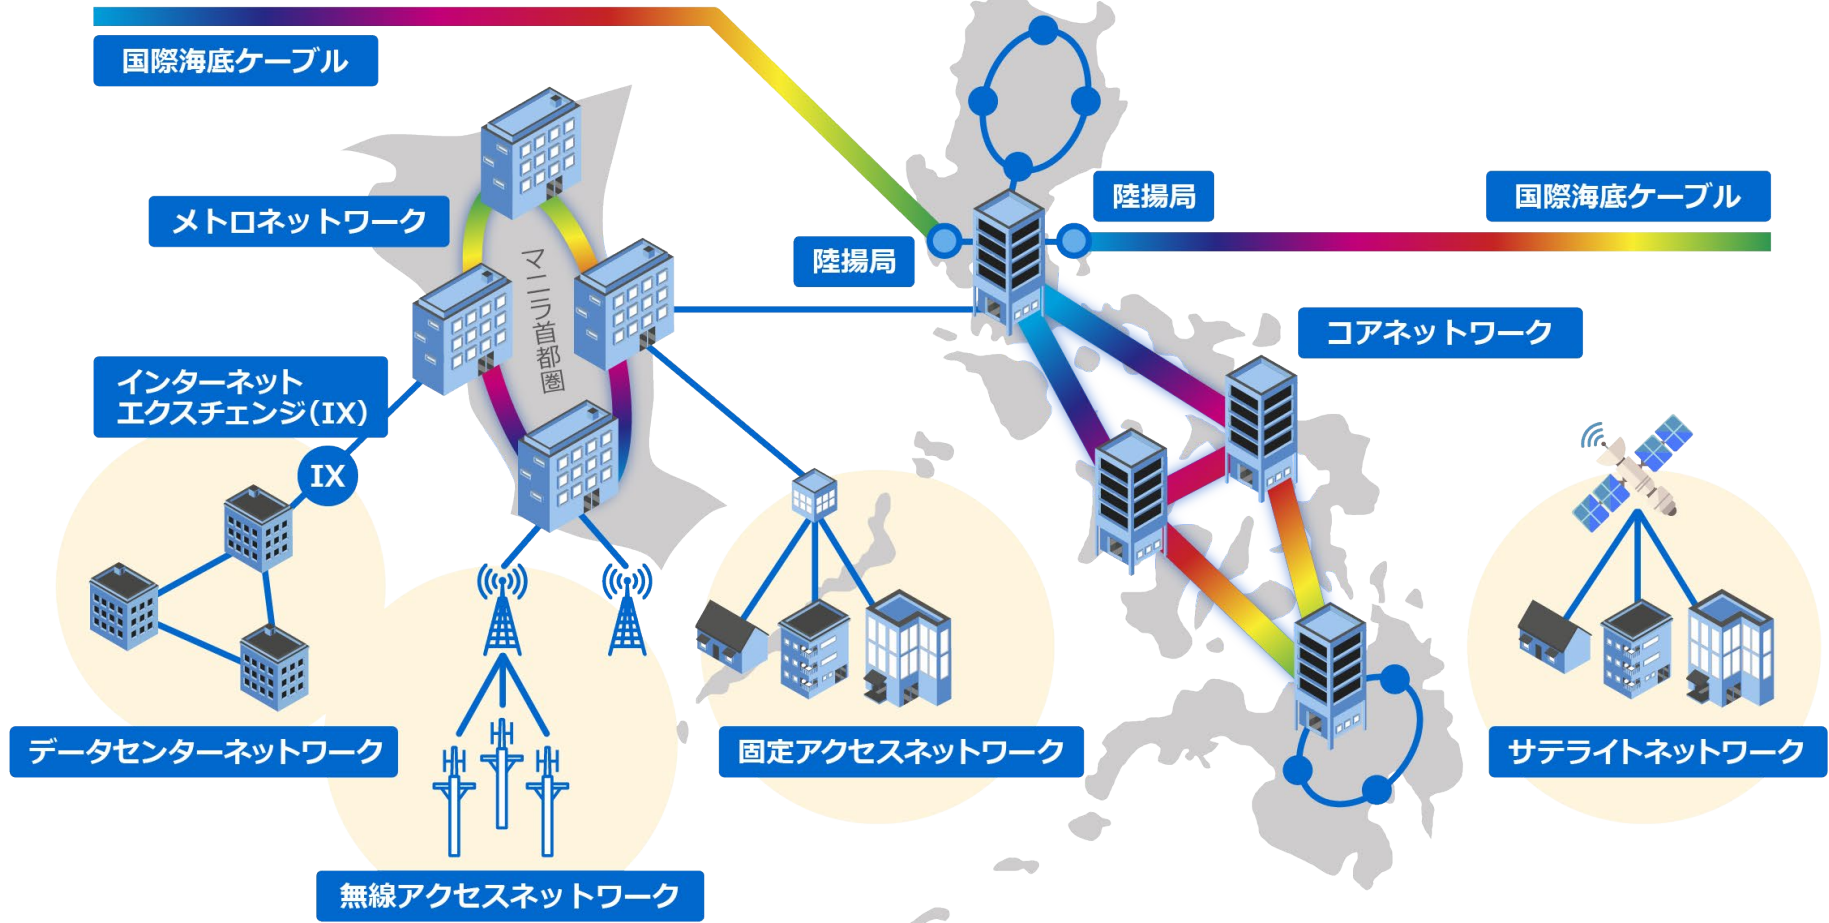 国際海底ケーブル
メトロネットワーク
マニラ首都圏
陸揚局
陸揚局
国際海底ケーブル
コアネットワーク
インターネット
エクスチェンジ(IX)
IX
データセンターネットワーク
固定アクセスネットワーク
サテライトネットワーク
無線アクセスネットワーク